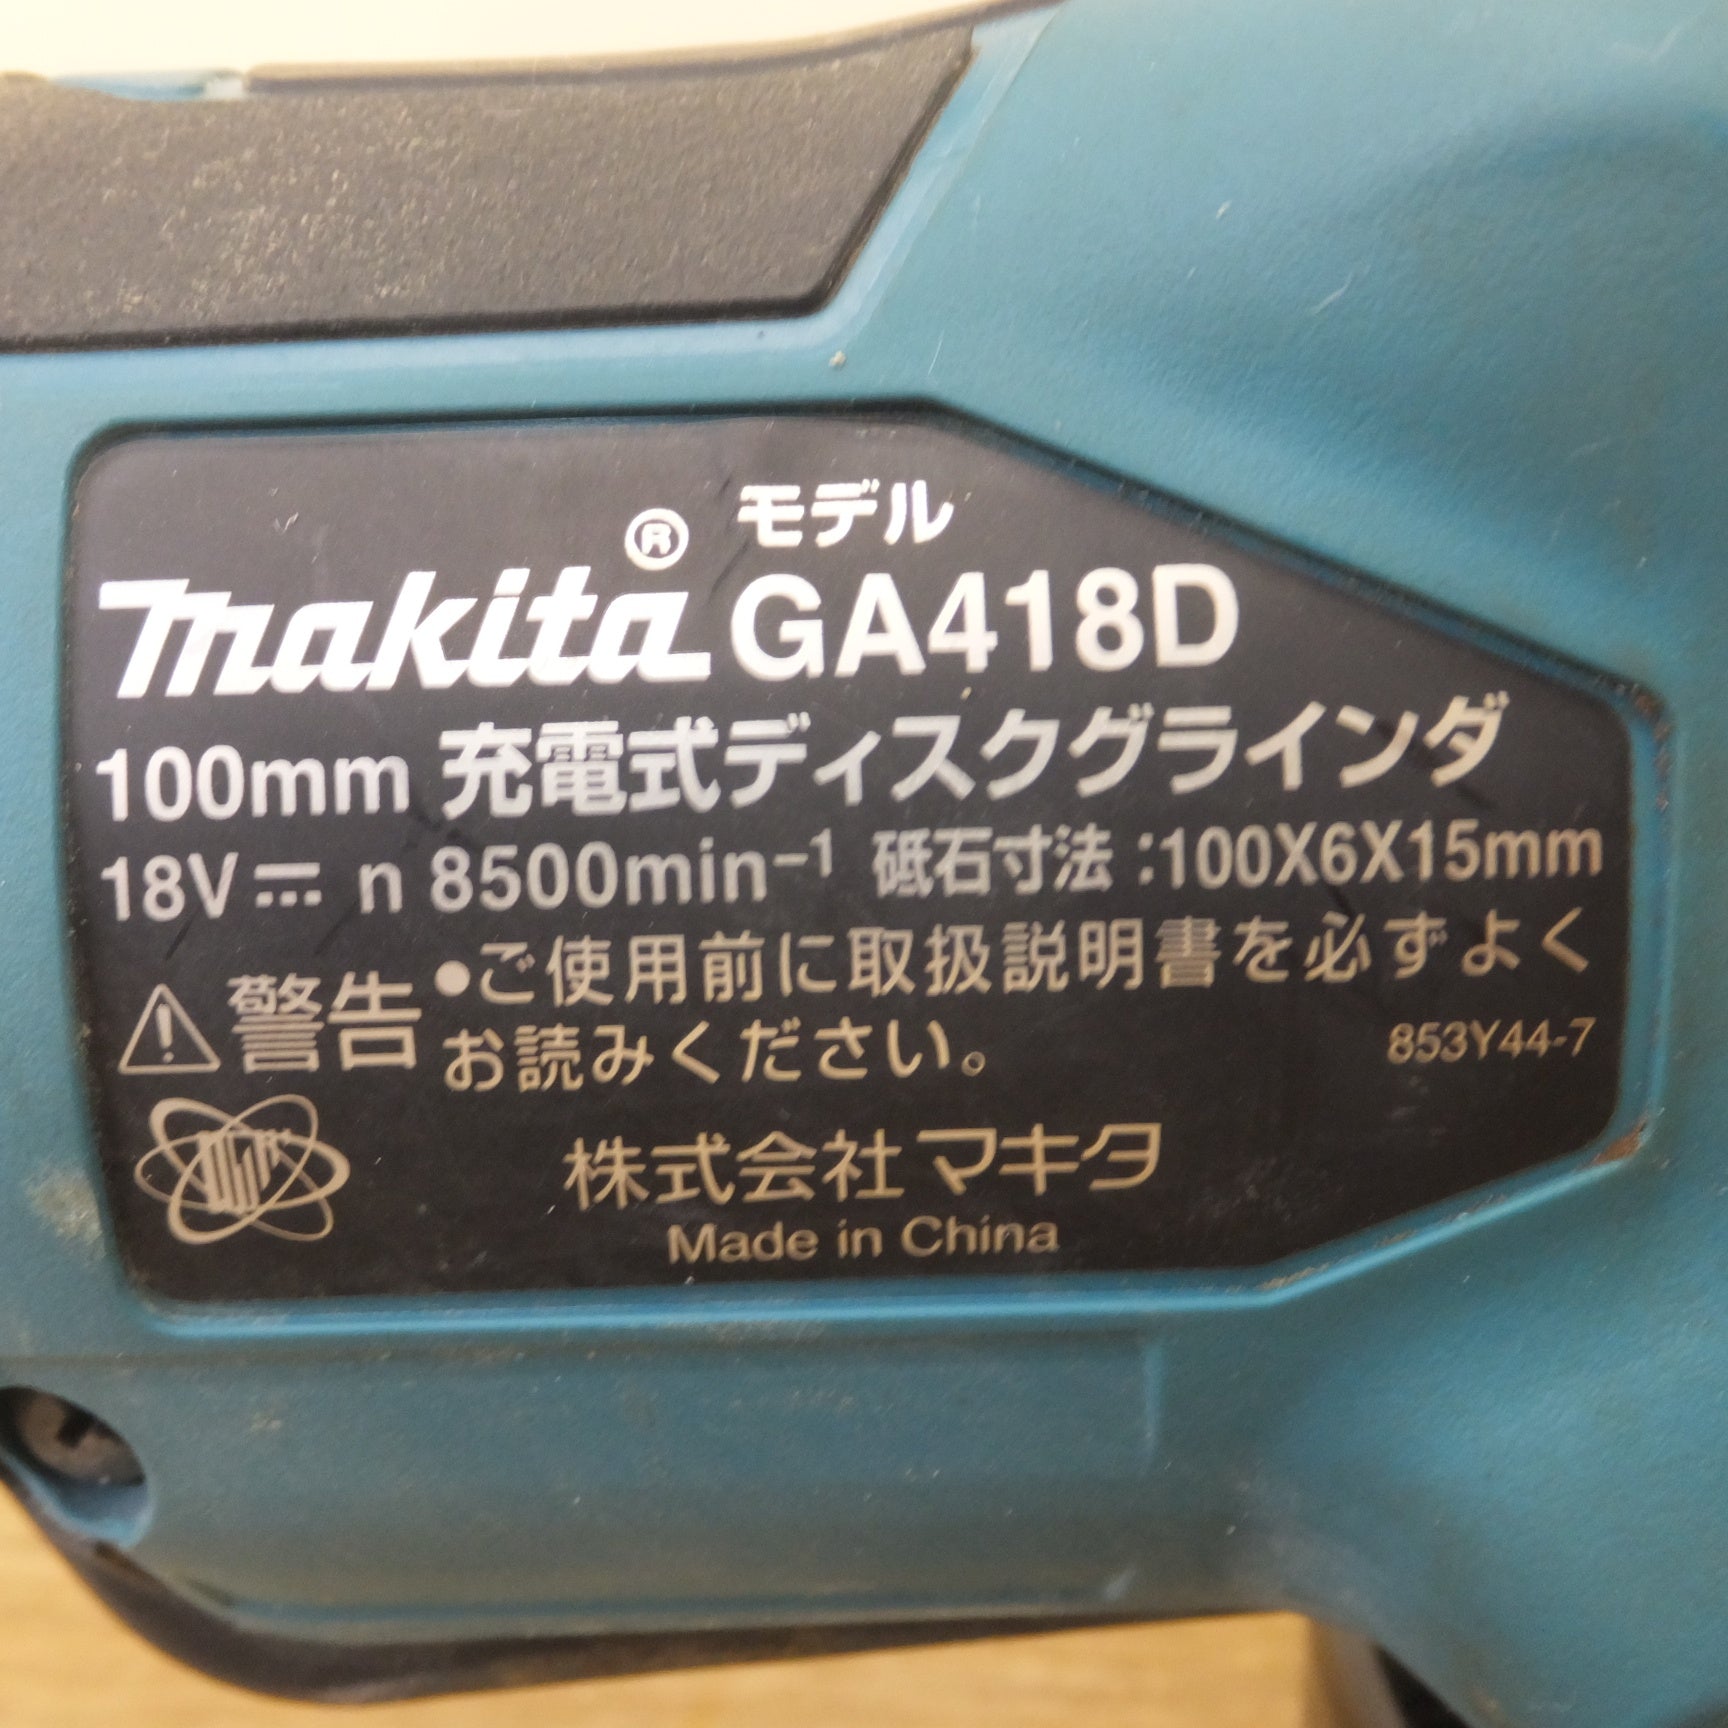 モデル
makita® GA418D
100mm 充電式ディスクグラインダ
18V⎓ n 8500min⁻¹ 砥石寸法:100X6X15mm
⚠警告 •ご使用前に取扱説明書を必ずよく
お読みください。
853Y44-7
株式会社マキタ
Made in China